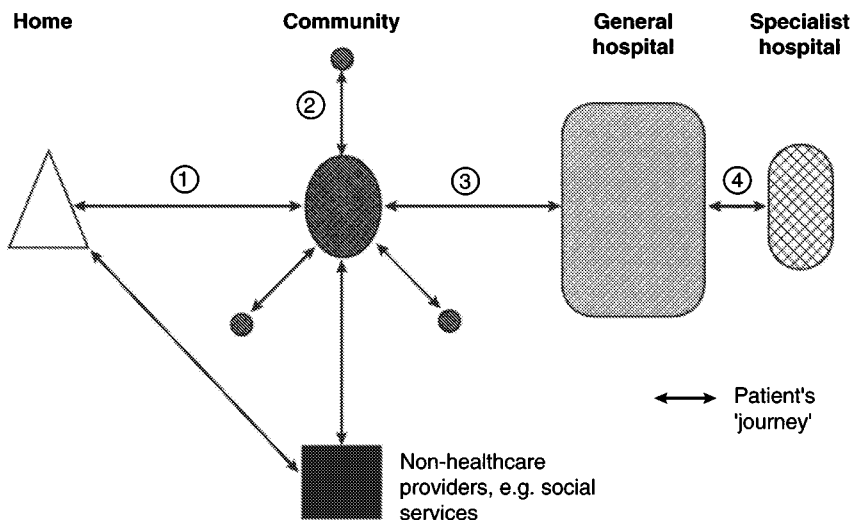 Home
Community
General
hospital
Specialist
hospital
2
1
3
4
Patient's
'journey'
Non-healthcare
providers, e.g. social
services